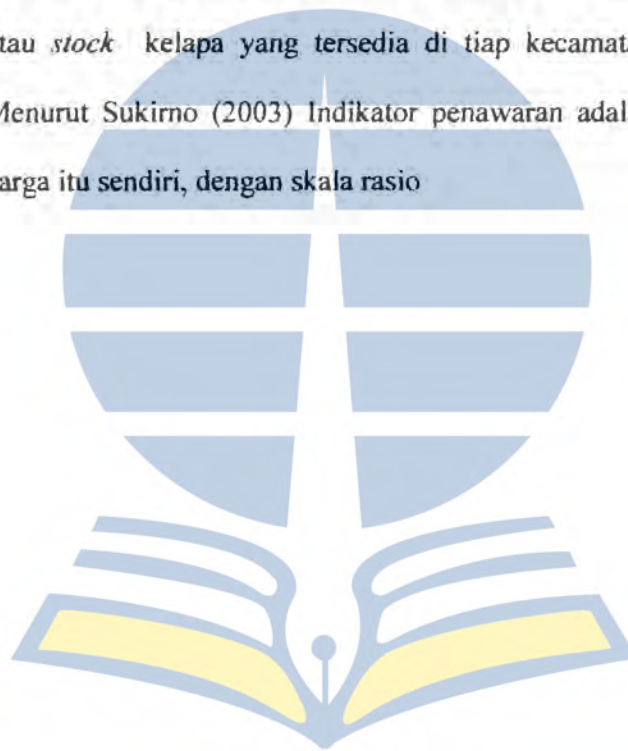 tau stock kelapa yang tersedia di tiap kecamat
Menurut Sukirno (2003) Indikator penawaran adal
arga itu sendiri, dengan skala rasio